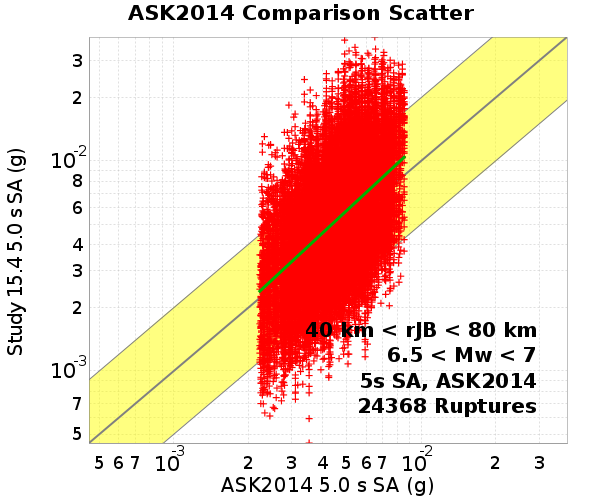 ASK2014 Comparison Scatter
Study 15.4 5.0 s SA (g)
3
2
10-2
8
6
4
3
2
10-3
7
5
40 km < rJB < 80 km
6.5 < Mw < 7
5s SA, ASK2014
24368 Ruptures
5 6 7 10-3 2 3 4 5 6 7 10-2 2 3
ASK2014 5.0 s SA (g)